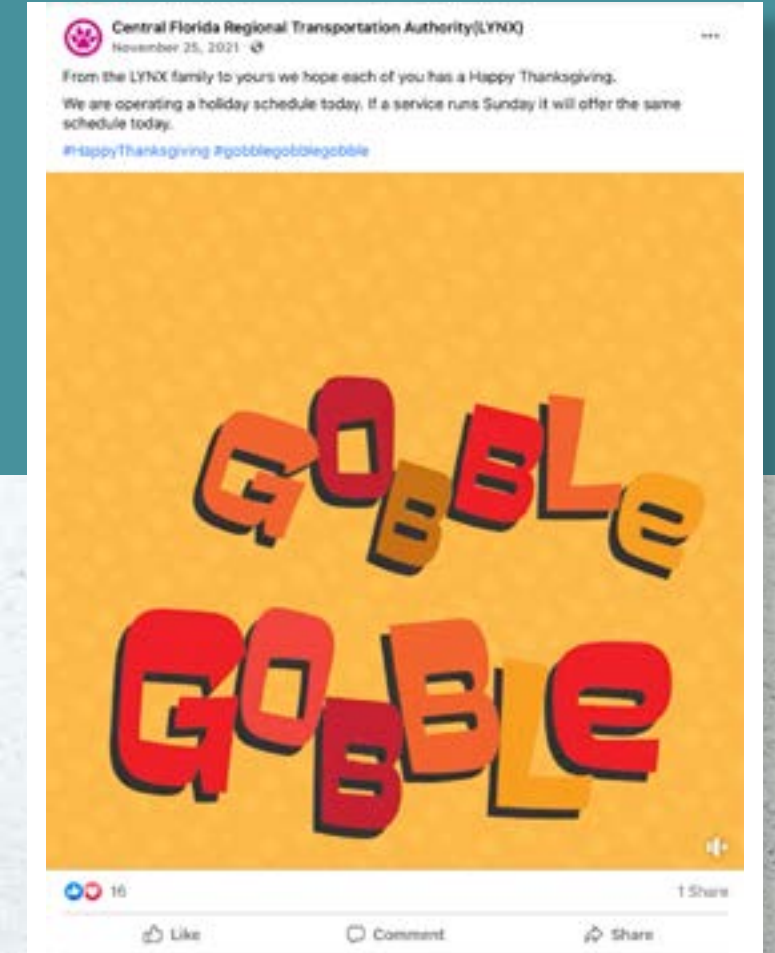 Central Florida Regional Transportation Authority(LYNX)
November 25, 2021
From the LYNX family to yours we hope each of you has a Happy Thanksgiving.
We are operating a holiday schedule today. If a service runs Sunday it will offer the same
schedule today.
#HappyThanksgiving #gobblegobblegobble
GOBBLe
GOBBLe
16
1 Share
Like
Comment
Share